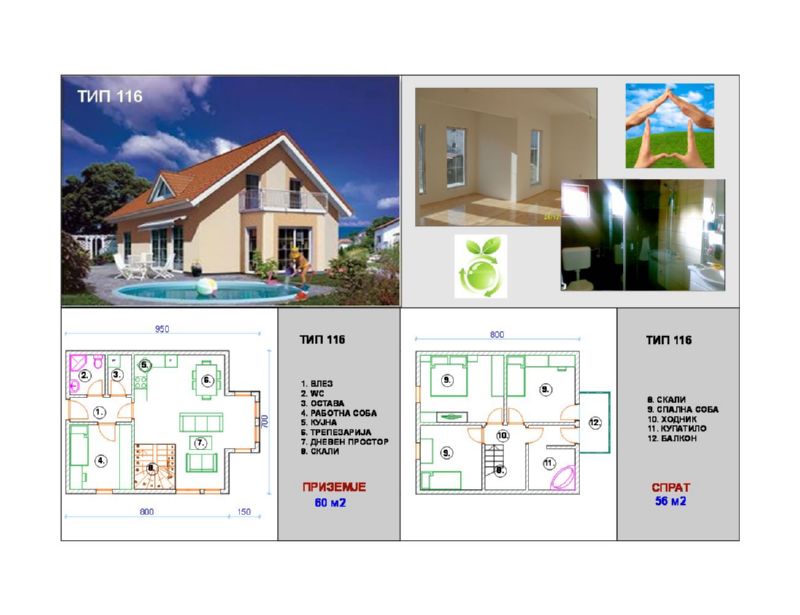 ТИП 116
950
ТИП 116
1. ВЛЕЗ
2. WC
3. ОСТАВА
4. РАБОТНА СОБА
5. КУЈНА
6. ТРПЕЗАРИЈА
7. ДНЕВЕН ПРОСТОР
8. СКАЛИ
ПРИЗЕМЈЕ
60 м2
2.
3.
5.
6.
1.
7.
4.
8.
700
800
150
800
ТИП 116
8. СКАЛИ
9. СПАЛНА СОБА
10. ХОДНИК
11. КУПАТИЛО
12. БАЛКОН
СПРАТ
56 м2
9.
9.
12.
10.
9.
8.
11.